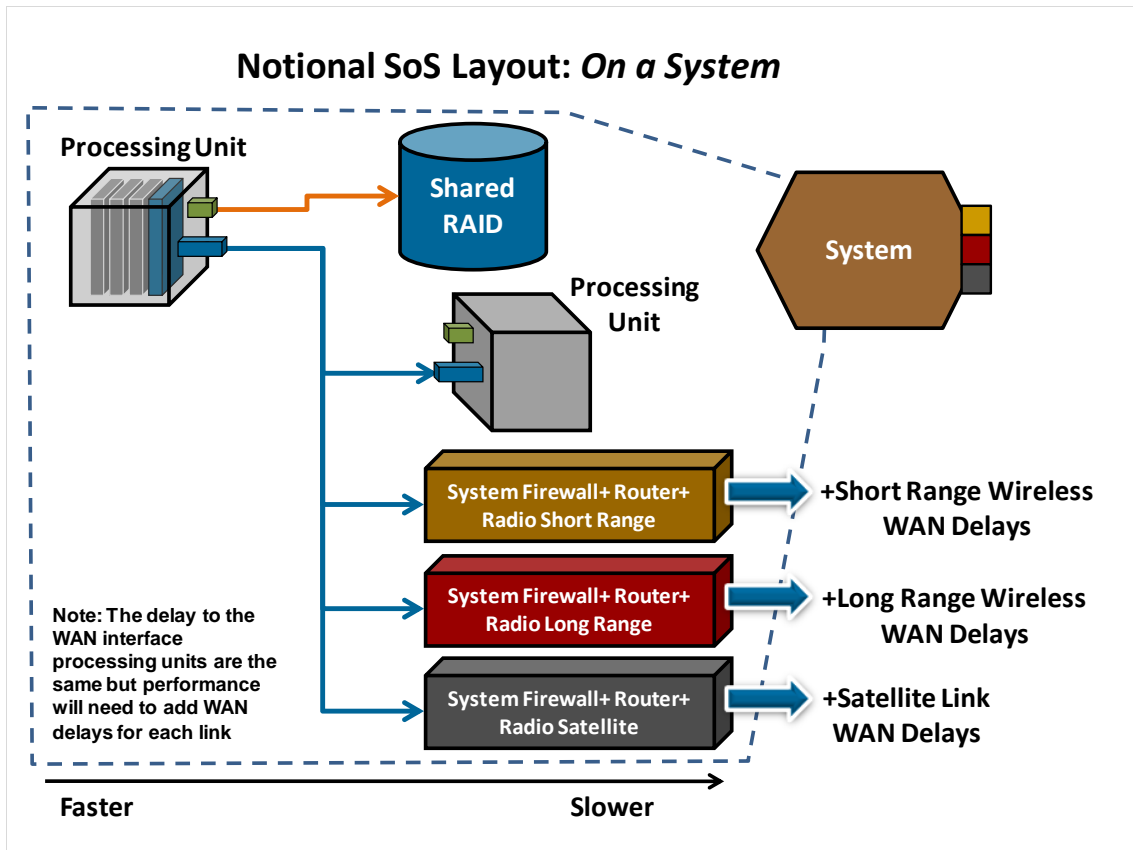 Notional SoS Layout: On a System
Processing Unit
Shared
RAID
System
Processing
Unit
System Firewall+ Router+
Radio Short Range
+Short Range Wireless
WAN Delays
System Firewall+ Router+
Radio Long Range
+Long Range Wireless
WAN Delays
System Firewall+ Router+
Radio Satellite
+Satellite Link
WAN Delays
Note: The delay to the
WAN interface
processing units are the
same but performance
will need to add WAN
delays for each link
Faster
Slower